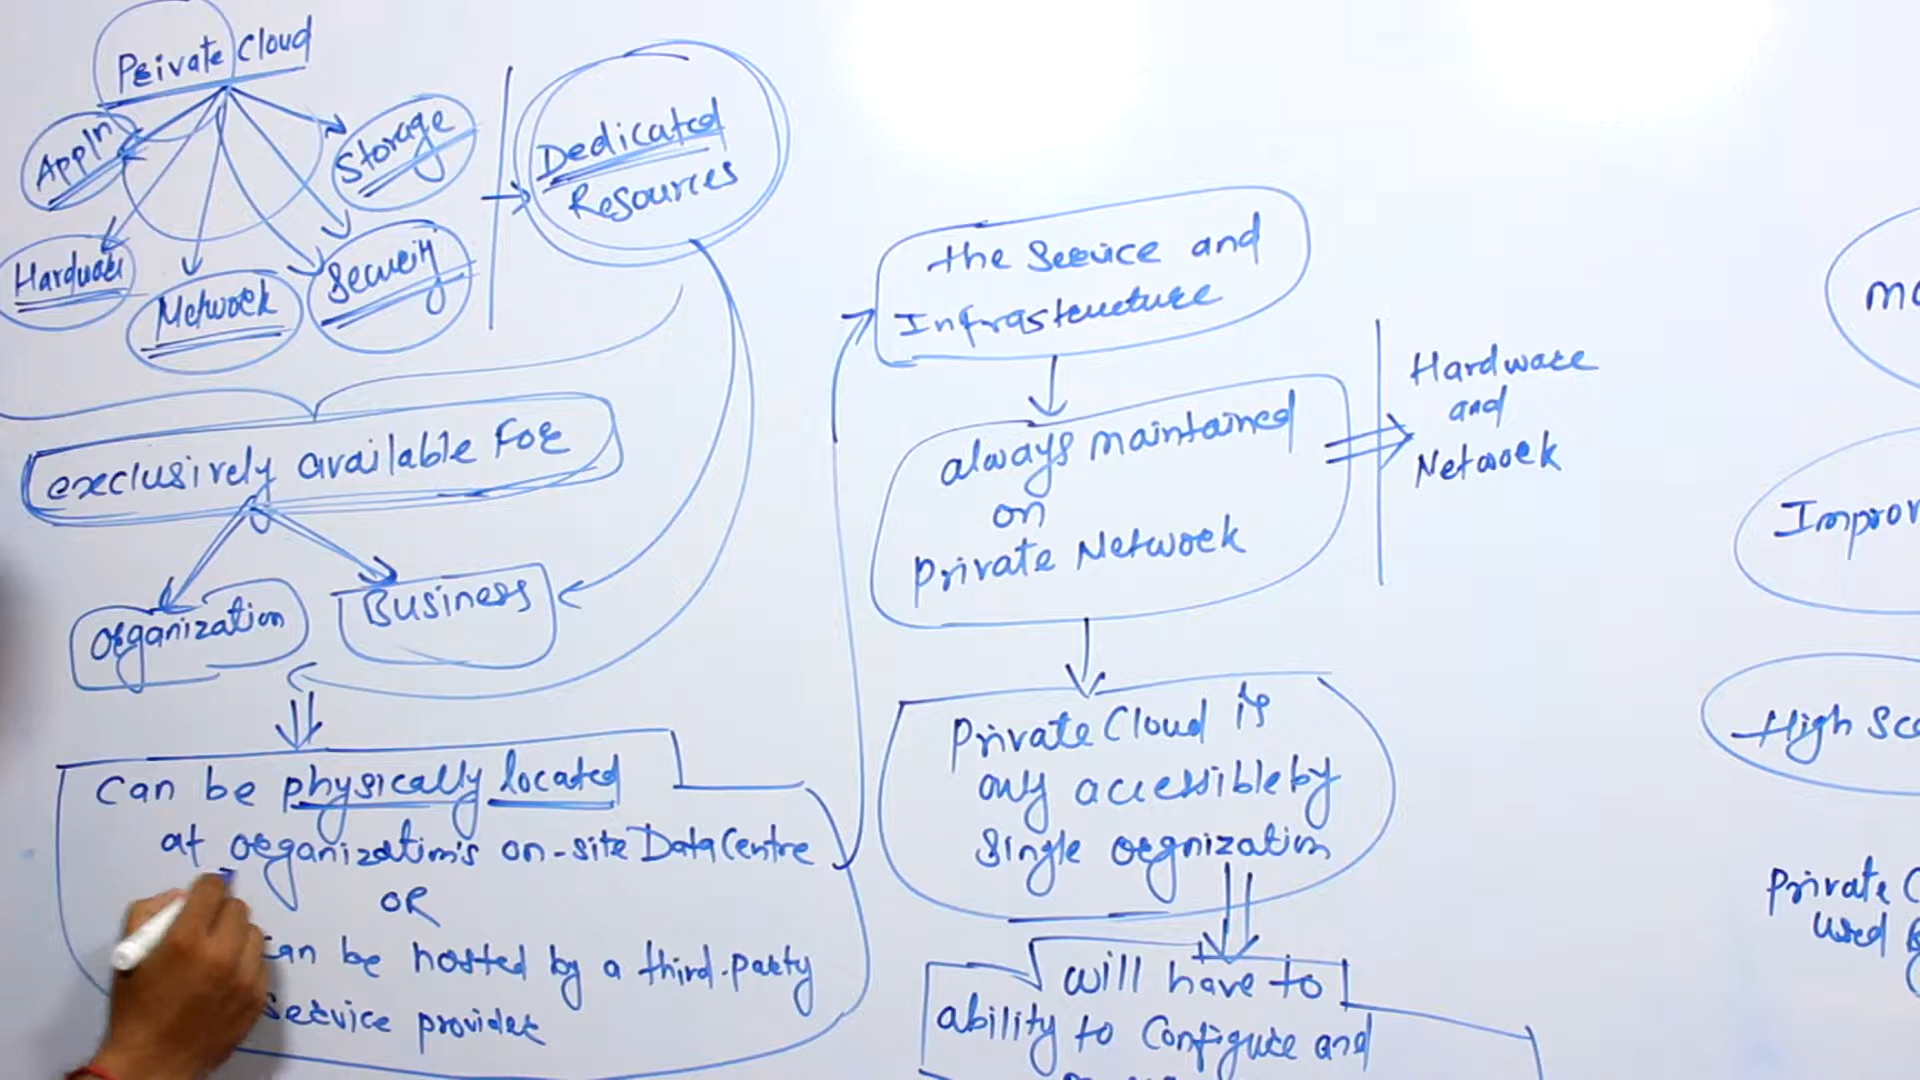 Private Cloud
Appln
Storage
Hardware
Network
Security
Dedicated
Resources
exclusively available For
organization
Business
Can be physically located
at organization's on-site Data Centre
OR
can be hosted by a third-party
service provider
the Service and
Infrastructure
always maintained
on
private Network
Hardware
and
Network
Private Cloud is
only accessible by
Single orgnization
will have to
ability to Configure and
High
Private
used